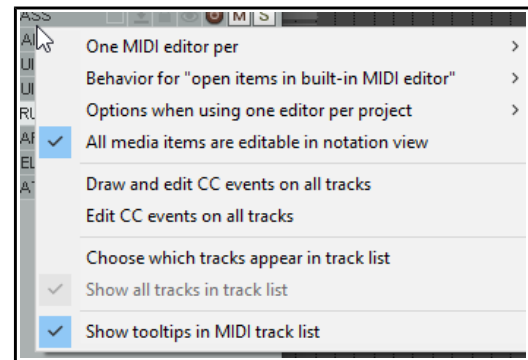 ASS M S
One MIDI editor per
Behavior for "open items in built-in MIDI editor"
Options when using one editor per project
All media items are editable in notation view
Draw and edit CC events on all tracks
Edit CC events on all tracks
Choose which tracks appear in track list
Show all tracks in track list
Show tooltips in MIDI track list